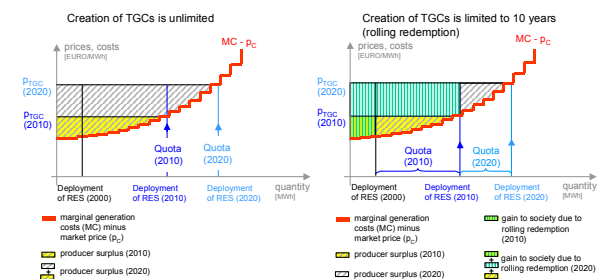 Creation of TGCs is unlimited
prices, costs
[EURO/MWh]
MC - pC
pTGC
(2020)
pTGC
(2010)
Quota
(2010)
Quota
(2020)
Deployment
of RES (2000)
Deployment
of RES (2010)
Deployment
of RES (2020)
quantity
[MWh]
marginal generation
costs (MC) minus
market price (pC)
producer surplus (2010)
+
producer surplus (2020)
Creation of TGCs is limited to 10 years
(rolling redemption)
prices, costs
[EURO/MWh]
MC - pC
pTGC
(2020)
pTGC
(2010)
Quota
(2010)
Quota
(2020)
Deployment
of RES (2000)
Deployment
of RES (2010)
Deployment
of RES (2020)
quantity
[MWh]
marginal generation
costs (MC) minus
market price (pC)
producer surplus (2010)
producer surplus (2020)
gain to society due to
rolling redemption
(2010)
+
gain to society due to
rolling redemption
(2020)